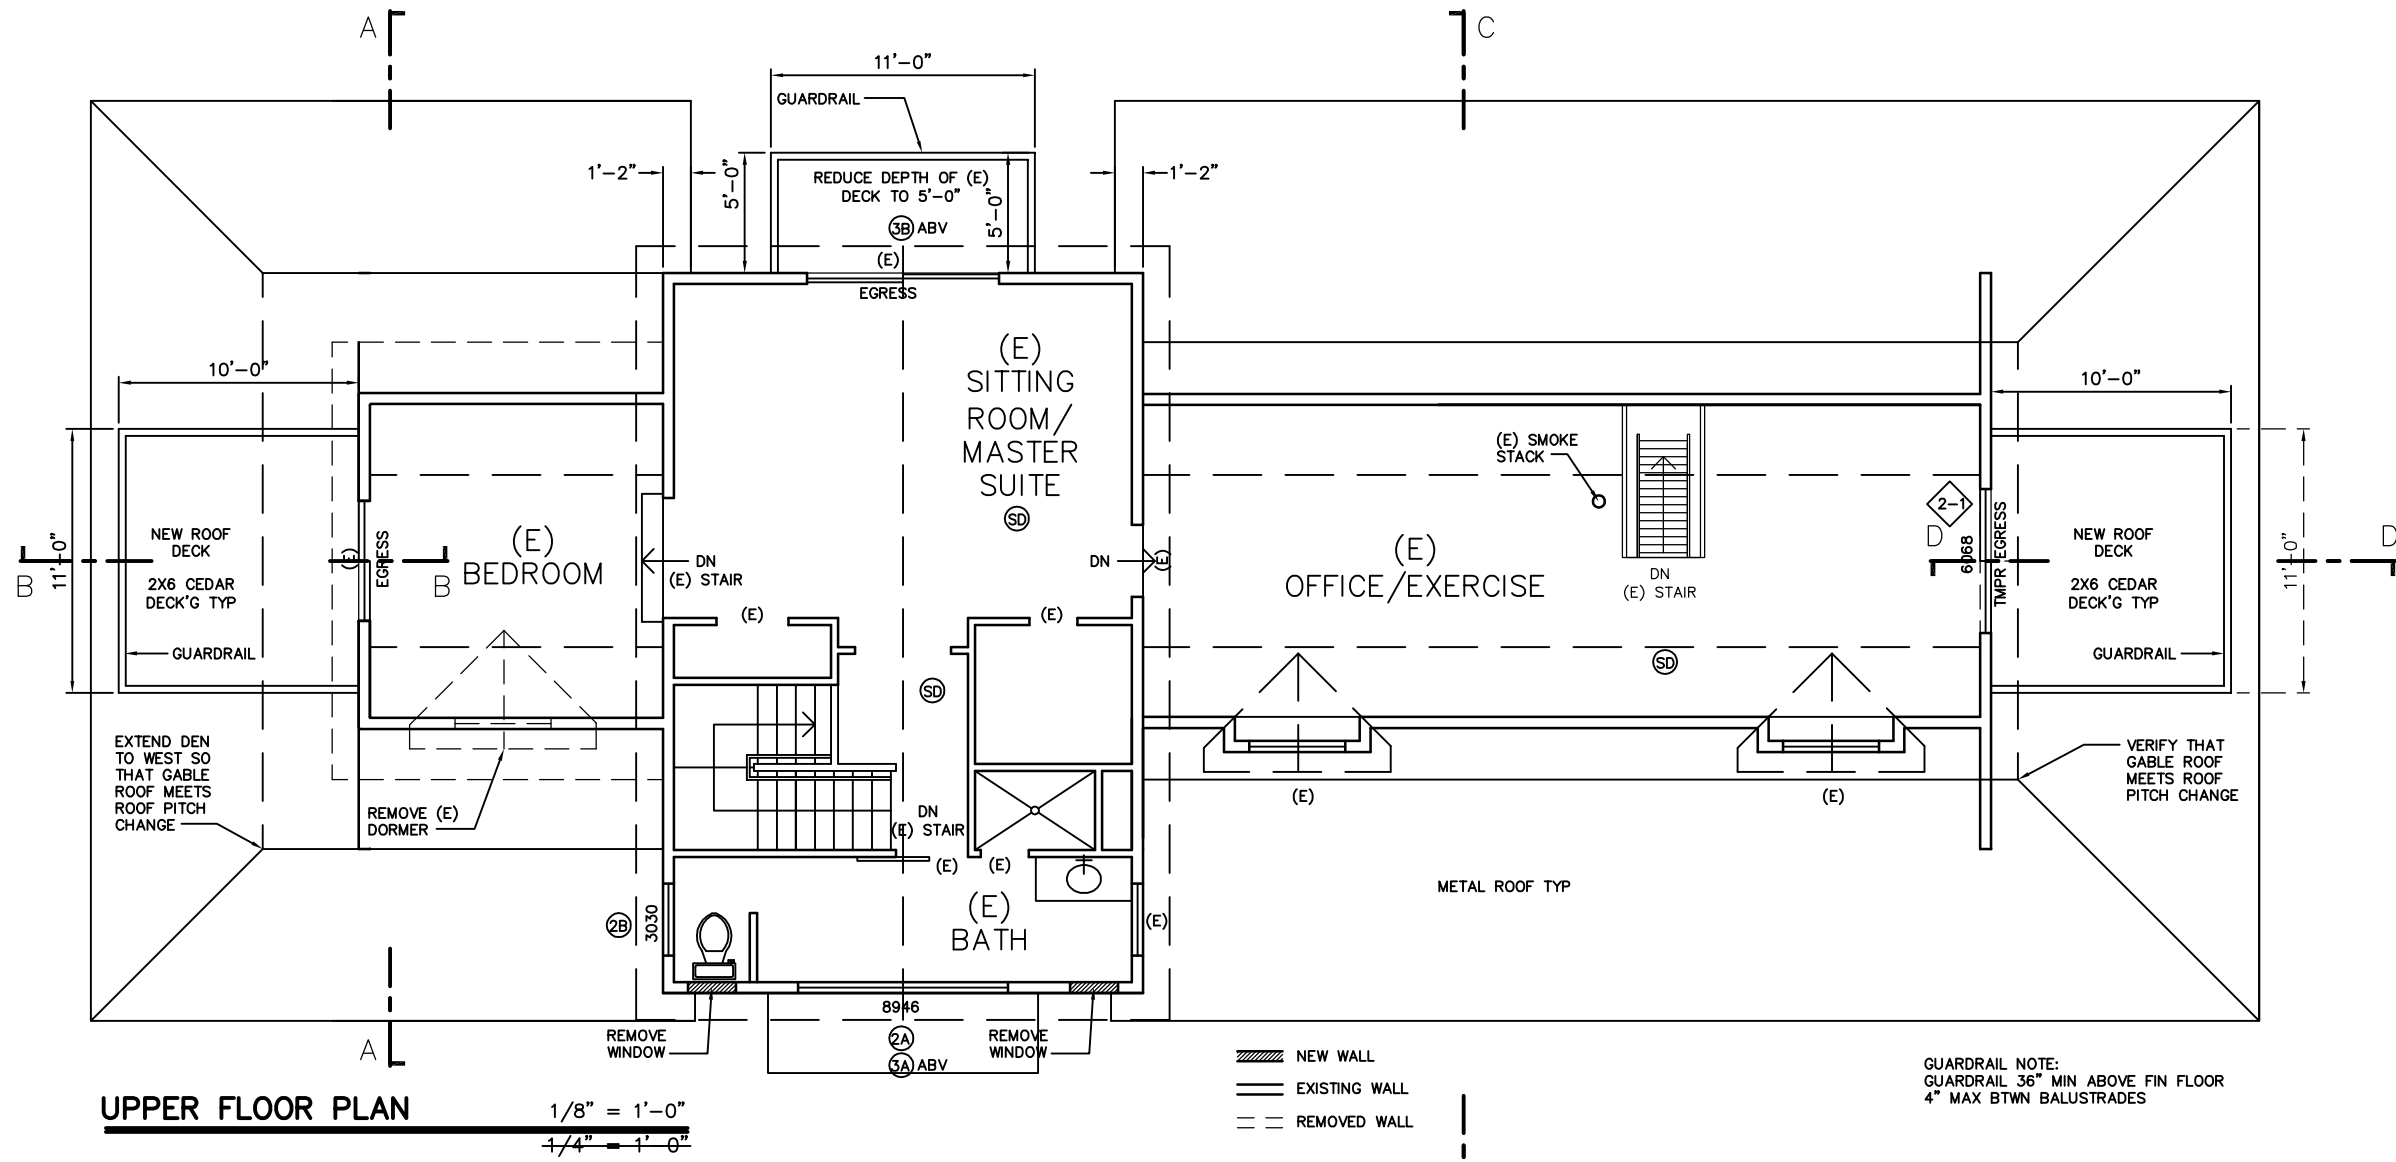 A
C
11'-0"
GUARDRAIL
1'-2"
5'-0"
REDUCE DEPTH OF (E)
DECK TO 5'-0"
5'-0"
1'-2"
3B ABV
(E)
EGRESS
(E)
SITTING
ROOM/
MASTER
SUITE
SD
10'-0"
10'-0"
11'-0"
NEW ROOF
DECK
2X6 CEDAR
DECK'G TYP
GUARDRAIL
B
B
(E)
EGRESS
(E)
BEDROOM
DN
(E) STAIR
DN
(E)
(E)
(E)
(E) SMOKE
STACK
(E)
OFFICE/EXERCISE
DN
(E) STAIR
SD
2-1
D
6068
TMPR EGRESS
NEW ROOF
DECK
2X6 CEDAR
DECK'G TYP
GUARDRAIL
11'-0"
D
SD
EXTEND DEN
TO WEST SO
THAT GABLE
ROOF MEETS
ROOF PITCH
CHANGE
REMOVE (E)
DORMER
DN
(E) STAIR
(E)
(E)
(E)
(E)
VERIFY THAT
GABLE ROOF
MEETS ROOF
PITCH CHANGE
METAL ROOF TYP
2B
3030
(E)
BATH
(E)
8946
2A
3A ABV
REMOVE
WINDOW
REMOVE
WINDOW
A
NEW WALL
EXISTING WALL
REMOVED WALL
GUARDRAIL NOTE:
GUARDRAIL 36" MIN ABOVE FIN FLOOR
4" MAX BTWN BALUSTRADES
UPPER FLOOR PLAN
1/8" = 1'-0"
1/4" = 1' 0"